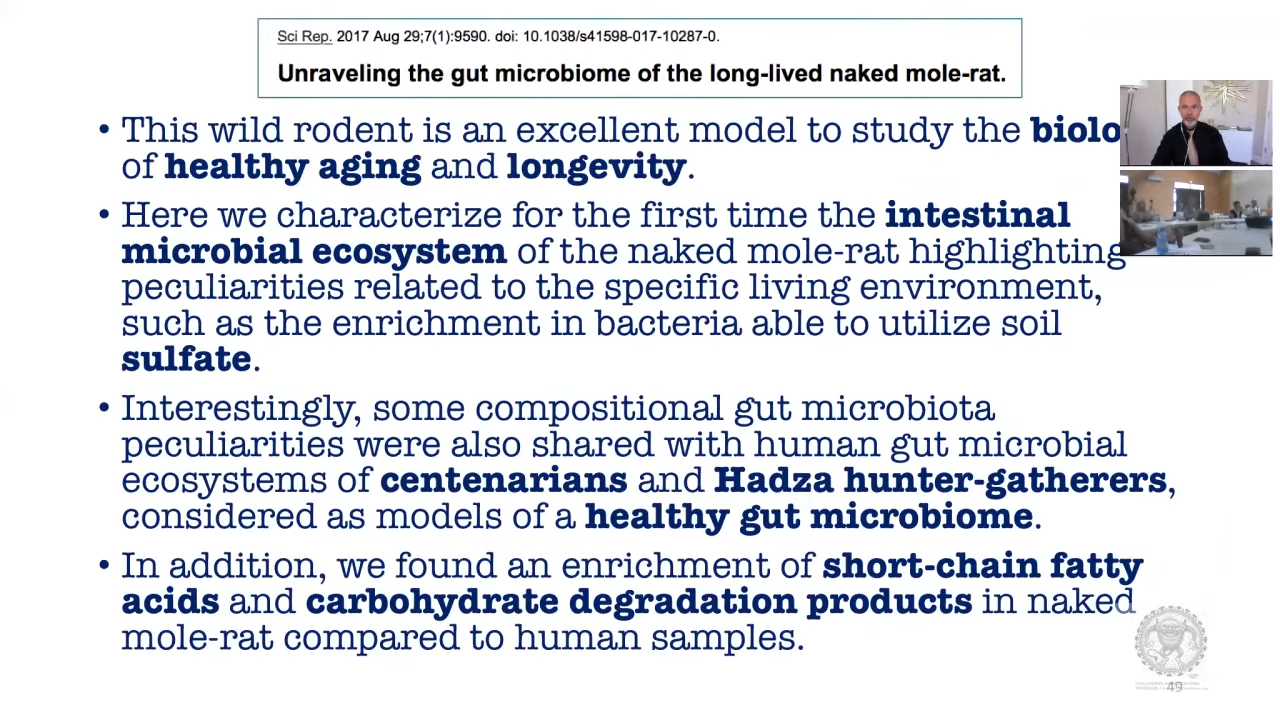 Sci Rep. 2017 Aug 29;7(1):9590. doi: 10.1038/s41598-017-10287-0.
Unraveling the gut microbiome of the long-lived naked mole-rat.
• This wild rodent is an excellent model to study the biolo
of healthy aging and longevity.
• Here we characterize for the first time the intestinal
microbial ecosystem of the naked mole-rat highlighting
peculiarities related to the specific living environment,
such as the enrichment in bacteria able to utilize soil
sulfate.
• Interestingly, some compositional gut microbiota
peculiarities were also shared with human gut microbial
ecosystems of centenarians and Hadza hunter-gatherers,
considered as models of a healthy gut microbiome.
• In addition, we found an enrichment of short-chain fatty
acids and carbohydrate degradation products in naked
mole-rat compared to human samples.
49